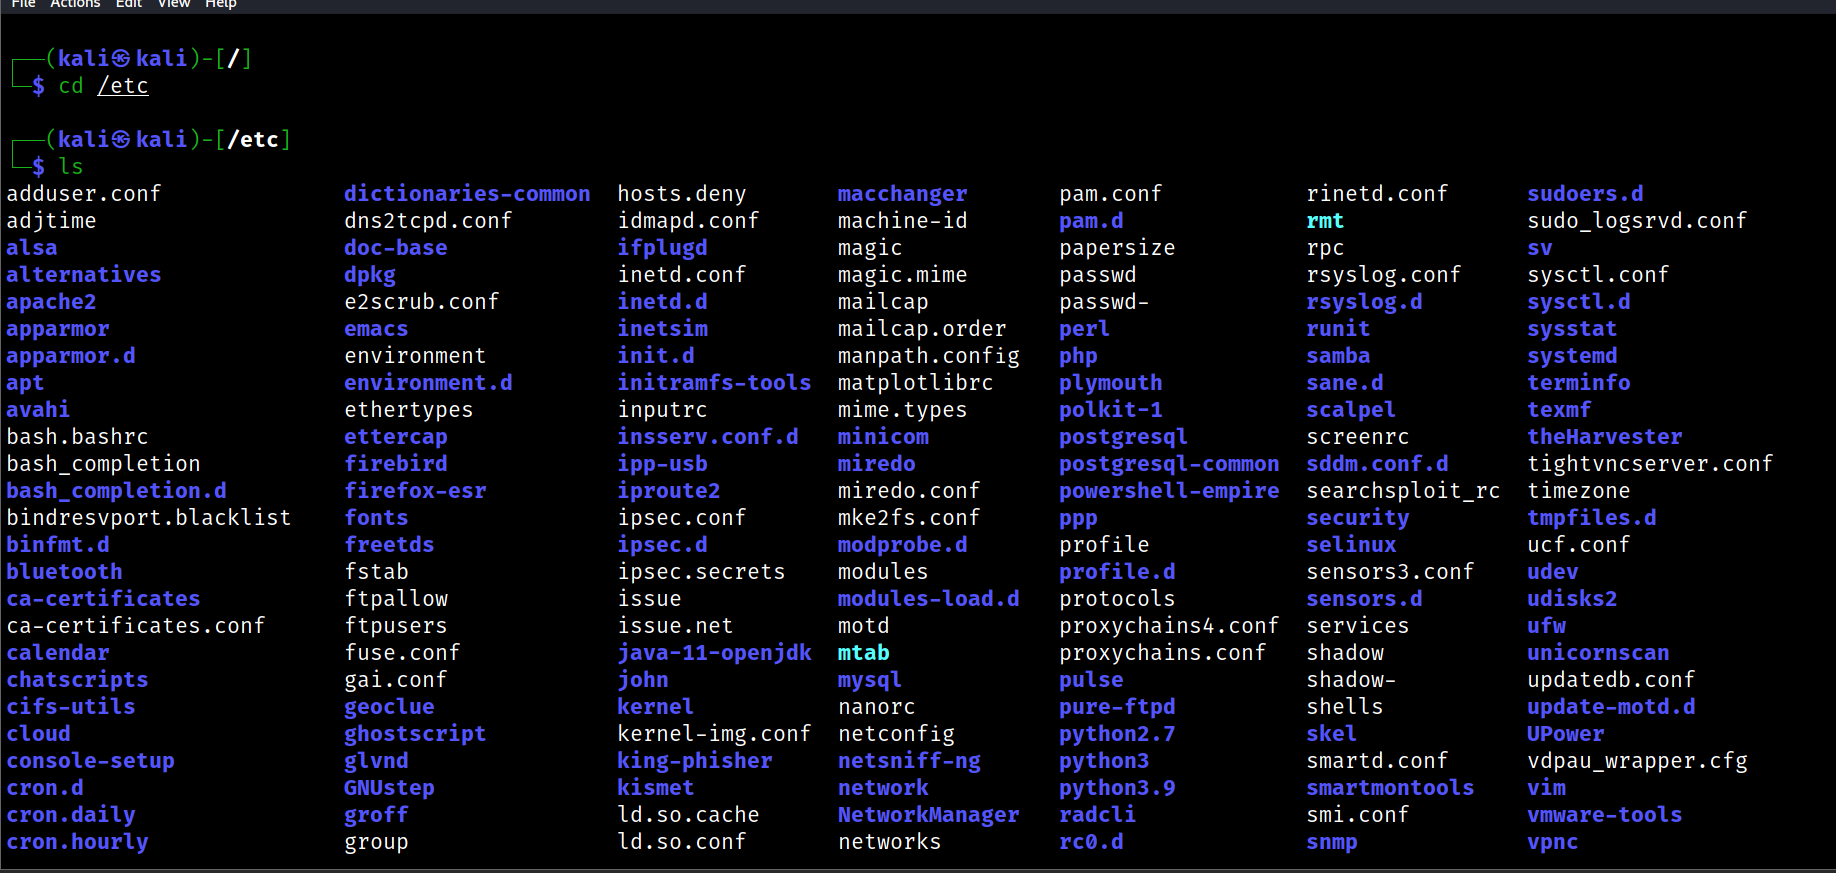 File Actions Edit View Help
┌──(kali㉿kali)-[/]
└─$ cd /etc
┌──(kali㉿kali)-[/etc]
└─$ ls
adduser.conf dictionaries-common hosts.deny macchanger pam.conf rinetd.conf sudoers.d
adjtime dns2tcpd.conf idmapd.conf machine-id pam.d rmt sudo_logsrvd.conf
alsa doc-base ifplugd magic papersize rpc sv
alternatives dpkg inetd.conf magic.mime passwd rsyslog.conf sysctl.conf
apache2 e2scrub.conf inetd.d mailcap passwd- rsyslog.d sysctl.d
apparmor emacs inetsim mailcap.order perl runit sysstat
apparmor.d environment init.d manpath.config php samba systemd
apt environment.d initramfs-tools matplotlibrc plymouth sane.d terminfo
avahi ethertypes inputrc mime.types polkit-1 scalpel texmf
bash.bashrc ettercap insserv.conf.d minicom postgresql screenrc theHarvester
bash_completion firebird ipp-usb miredo postgresql-common sddm.conf.d tightvncserver.conf
bash_completion.d firefox-esr iproute2 miredo.conf powershell-empire searchsploit_rc timezone
bindresvport.blacklist fonts ipsec.conf mke2fs.conf ppp security tmpfiles.d
binfmt.d freetds ipsec.d modprobe.d profile selinux ucf.conf
bluetooth fstab ipsec.secrets modules profile.d sensors3.conf udev
ca-certificates ftpallow issue modules-load.d protocols sensors.d udisks2
ca-certificates.conf ftpusers issue.net motd proxychains4.conf services ufw
calendar fuse.conf java-11-openjdk mtab proxychains.conf shadow unicornscan
chatscripts gai.conf john mysql pulse shadow- updatedb.conf
cifs-utils geoclue kernel nanorc pure-ftpd shells update-motd.d
cloud ghostscript kernel-img.conf netconfig python2.7 skel UPower
console-setup glvnd king-phisher netsniff-ng python3 smartd.conf vdpau_wrapper.cfg
cron.d GNUstep kismet network python3.9 smartmontools vim
cron.daily groff ld.so.cache NetworkManager radcli smi.conf vmware-tools
cron.hourly group ld.so.conf networks rc0.d snmp vpnc